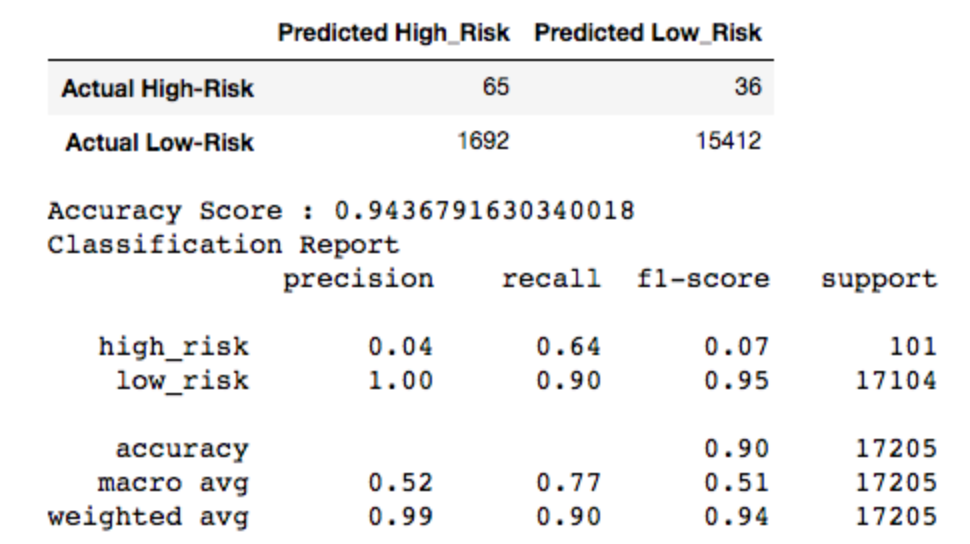 Predicted High_Risk Predicted Low_Risk
Actual High-Risk 65 36
Actual Low-Risk 1692 15412
Accuracy Score : 0.9436791630340018
Classification Report
precision recall f1-score support
high_risk 0.04 0.64 0.07 101
low_risk 1.00 0.90 0.95 17104
accuracy 0.90 17205
macro avg 0.52 0.77 0.51 17205
weighted avg 0.99 0.90 0.94 17205